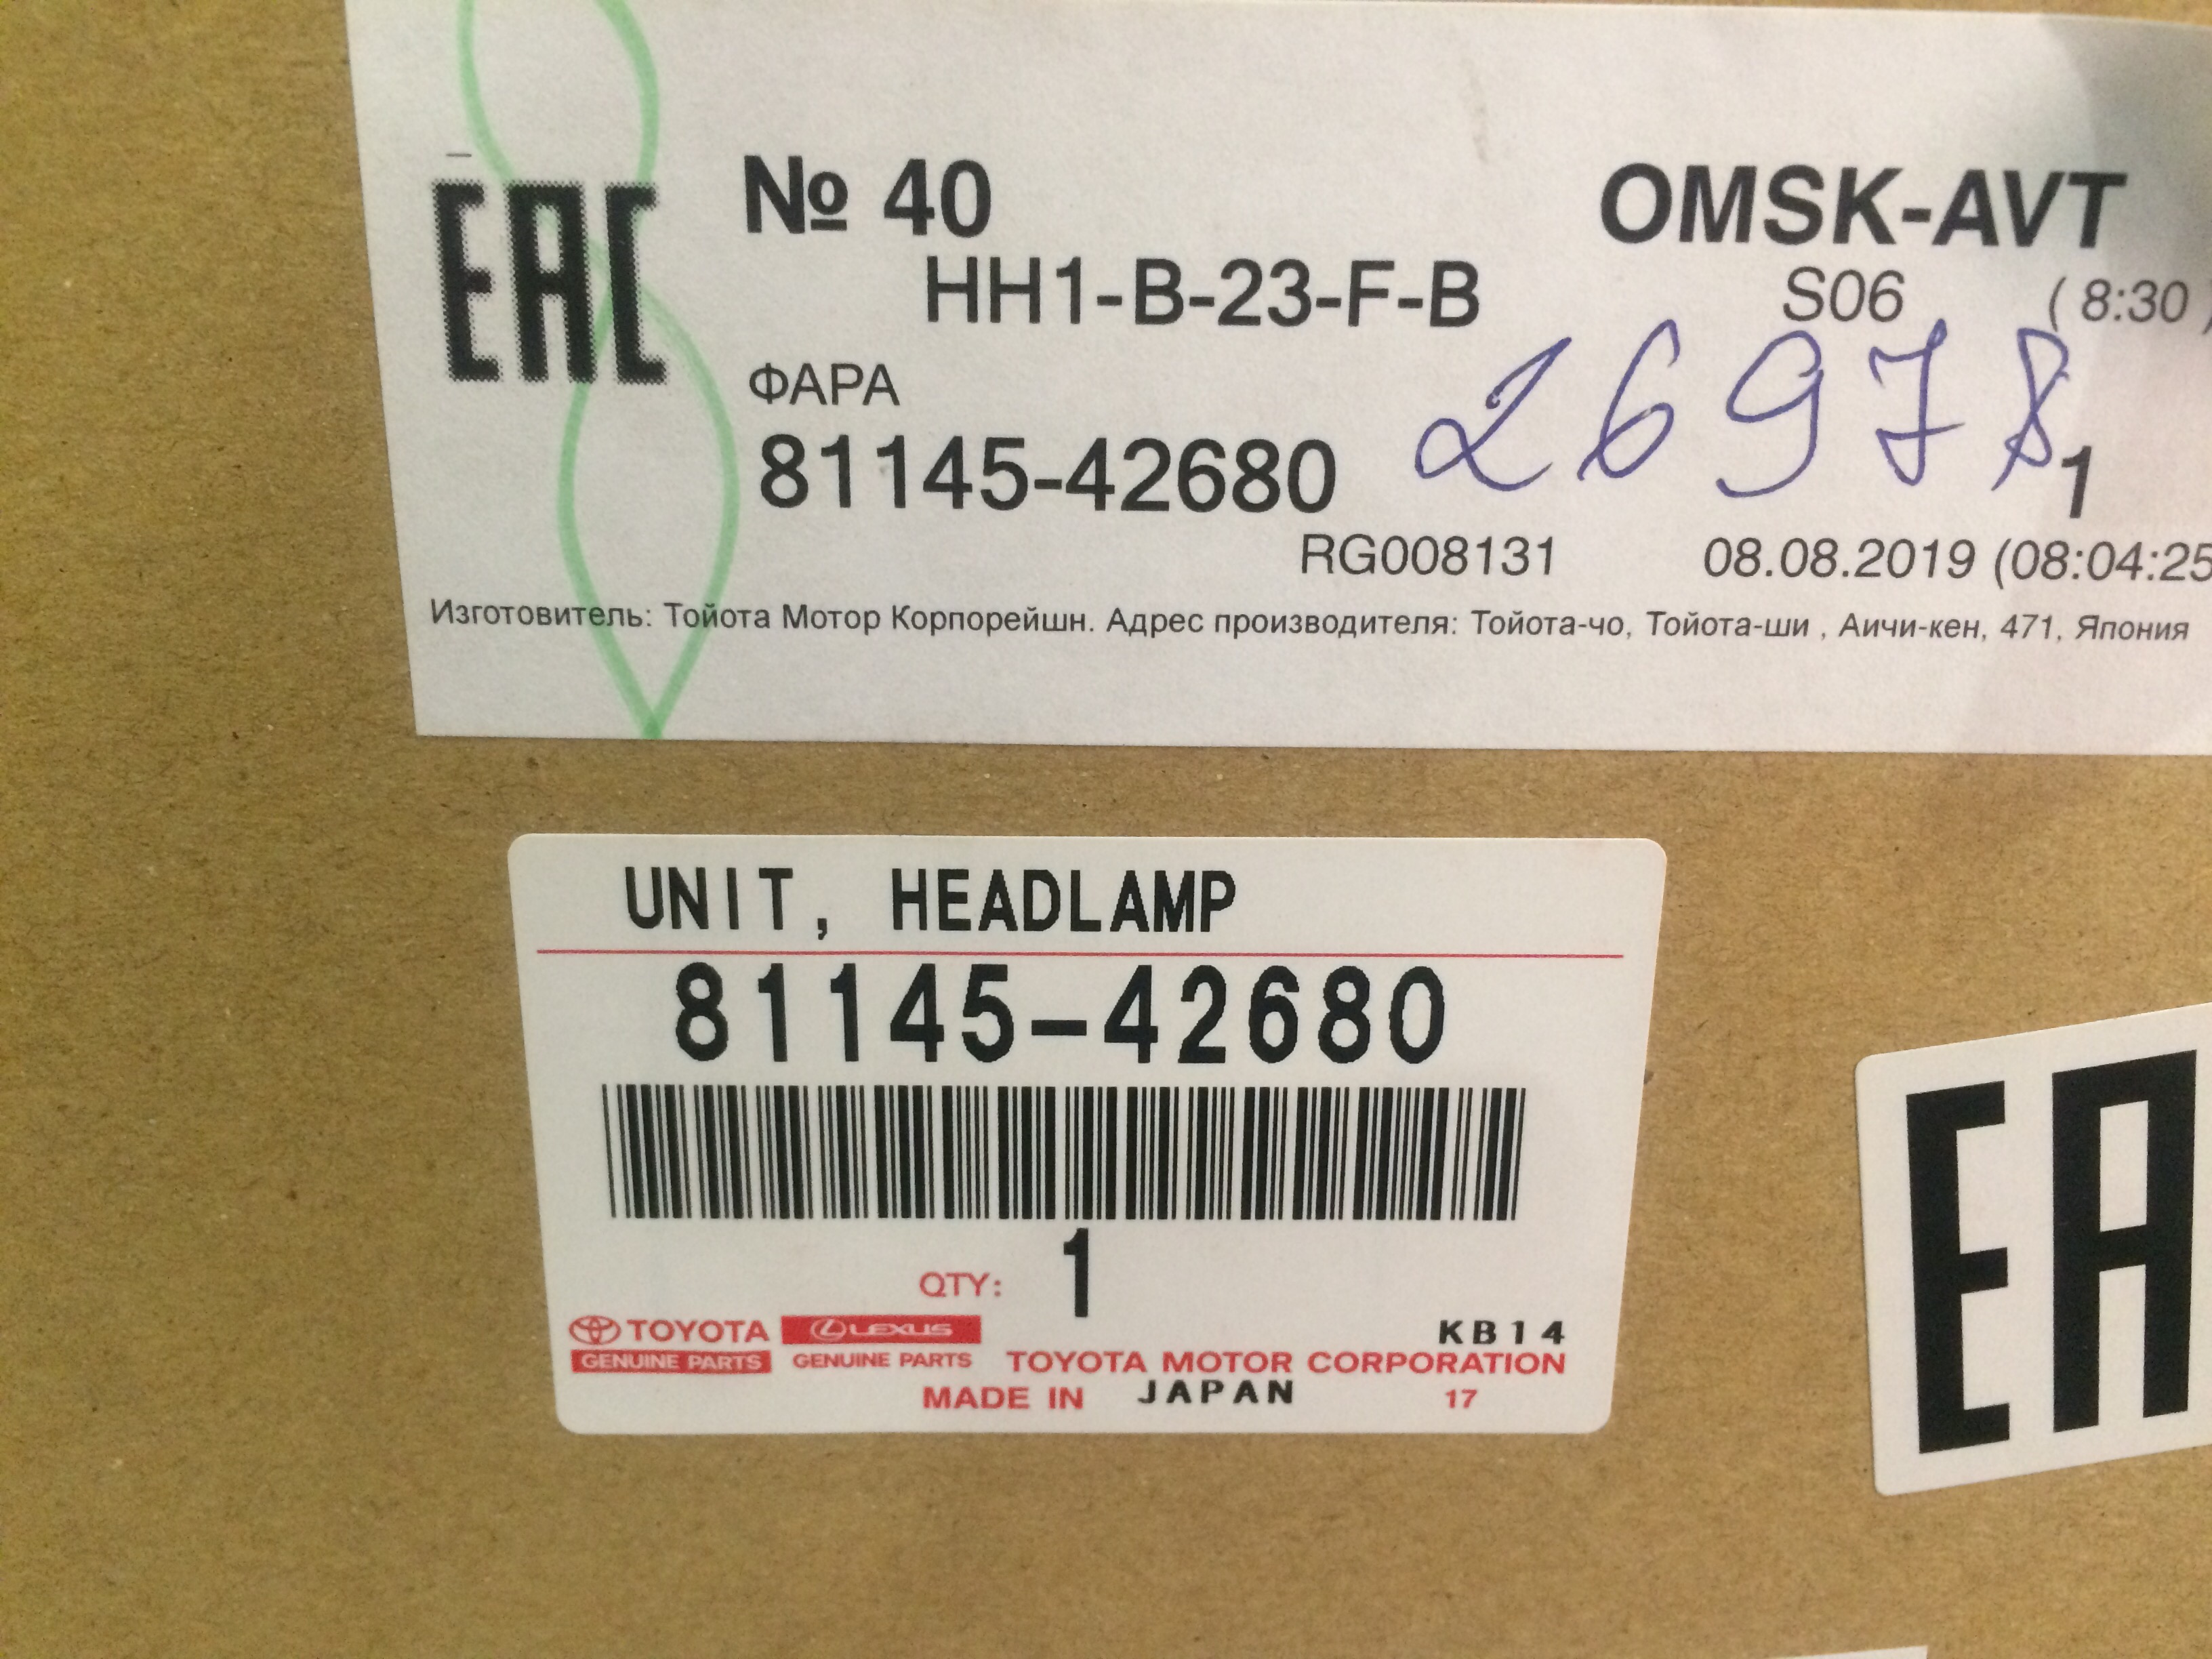 EAC
№ 40
OMSK-AVT
HH1-B-23-F-B
S06
( 8:30 )
ФАРА
26978
81145-42680
1
RG008131
08.08.2019 (08:04:25
Изготовитель: Тойота Мотор Корпорейшн. Адрес производителя: Тойота-чо, Тойота-ши , Аичи-кен, 471, Япония
UNIT, HEADLAMP
81145-42680
QTY: 1
TOYOTA
GENUINE PARTS
LEXUS
GENUINE PARTS
KB14
TOYOTA MOTOR CORPORATION
MADE IN JAPAN
17
EA